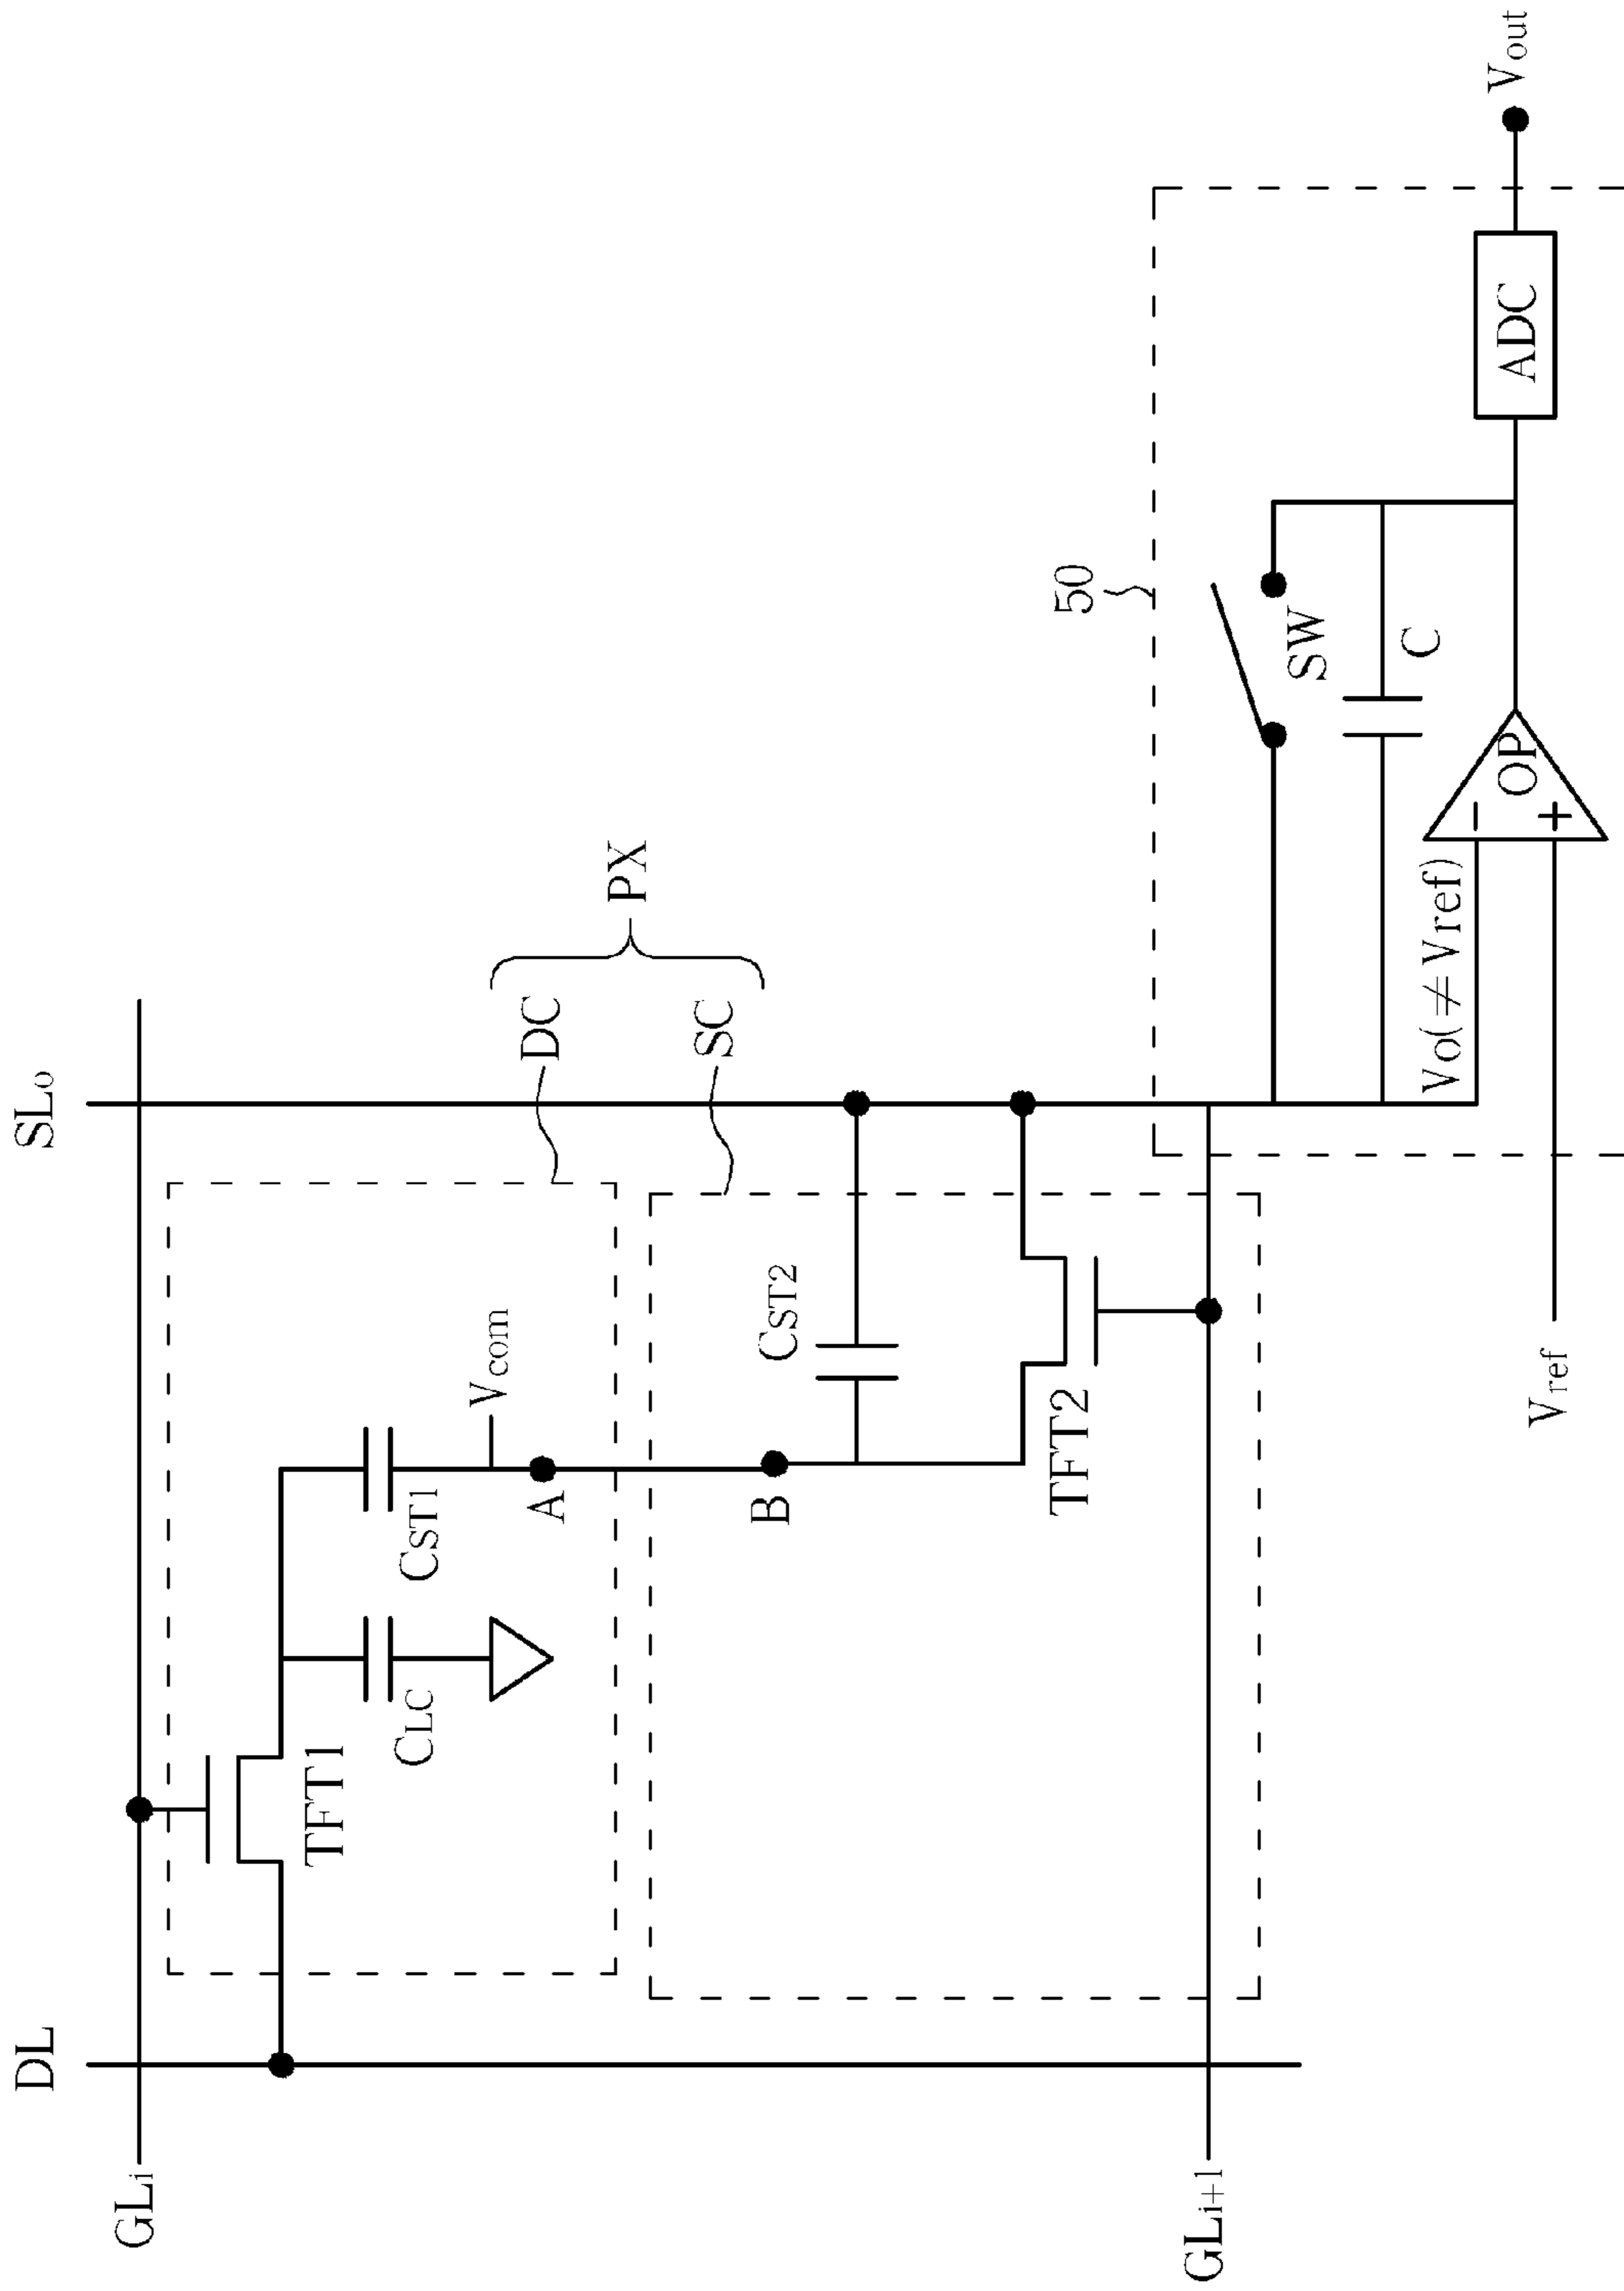 DL
SLo
GLi
TFT1
CLC
CST1
Vcom
A
DC
SC
PX
B
CST2
TFT2
GLi+1
50
SW
C
Vo(≠Vref)
−
+
OP
Vref
ADC
Vout